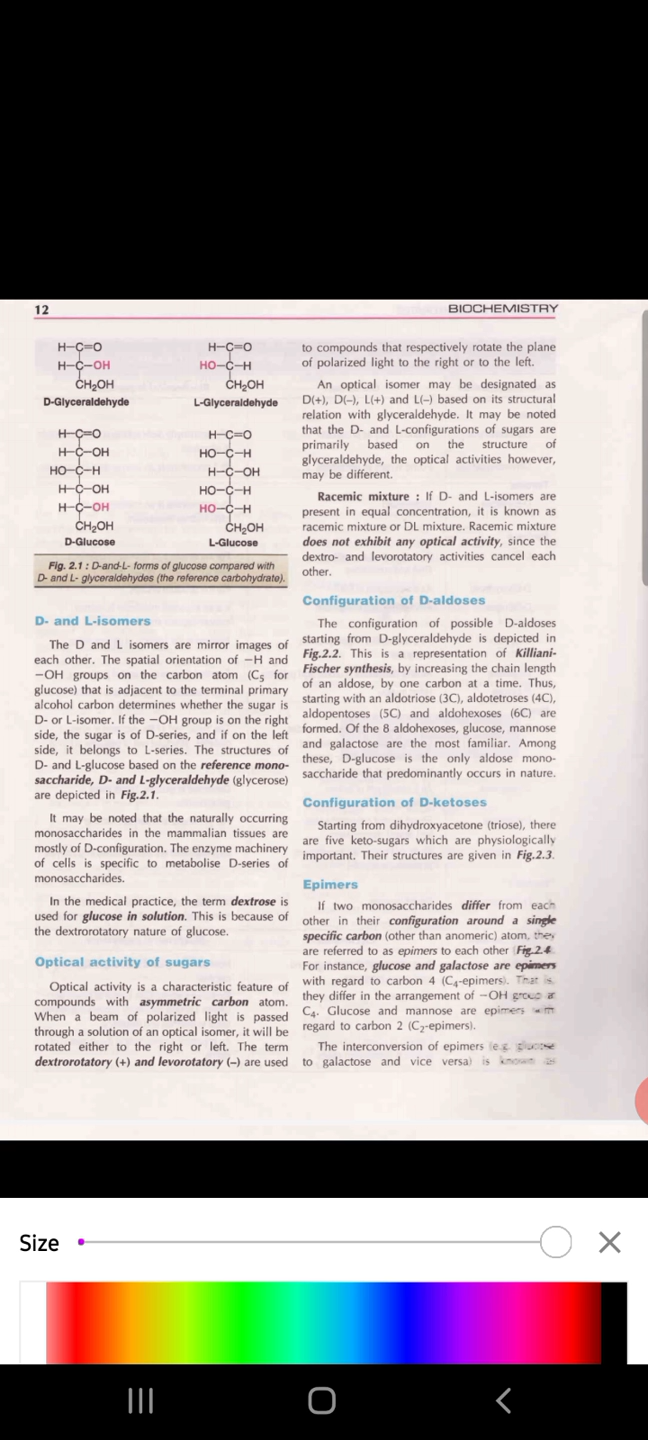 12
BIOCHEMISTRY
H–C=O
H–C–OH
CH₂OH
D-Glyceraldehyde
H–C=O
HO–C–H
CH₂OH
L-Glyceraldehyde
H–C=O
H–C–OH
HO–C–H
H–C–OH
H–C–OH
CH₂OH
D-Glucose
H–C=O
HO–C–H
H–C–OH
HO–C–H
HO–C–H
CH₂OH
L-Glucose
Fig. 2.1 : D-and-L- forms of glucose compared with
D- and L- glyceraldehydes (the reference carbohydrate).
D- and L-isomers
The D and L isomers are mirror images of
each other. The spatial orientation of –H and
–OH groups on the carbon atom (C₅ for
glucose) that is adjacent to the terminal primary
alcohol carbon determines whether the sugar is
D- or L-isomer. If the –OH group is on the right
side, the sugar is of D-series, and if on the left
side, it belongs to L-series. The structures of
D- and L-glucose based on the reference mono-
saccharide, D- and L-glyceraldehyde (glycerose)
are depicted in Fig.2.1.
It may be noted that the naturally occurring
monosaccharides in the mammalian tissues are
mostly of D-configuration. The enzyme machinery
of cells is specific to metabolise D-series of
monosaccharides.
In the medical practice, the term dextrose is
used for glucose in solution. This is because of
the dextrorotatory nature of glucose.
Optical activity of sugars
Optical activity is a characteristic feature of
compounds with asymmetric carbon atom.
When a beam of polarized light is passed
through a solution of an optical isomer, it will be
rotated either to the right or left. The term
dextrorotatory (+) and levorotatory (–) are used
to compounds that respectively rotate the plane
of polarized light to the right or to the left.
An optical isomer may be designated as
D(+), D(–), L(+) and L(–) based on its structural
relation with glyceraldehyde. It may be noted
that the D- and L-configurations of sugars are
primarily based on the structure of
glyceraldehyde, the optical activities however,
may be different.
Racemic mixture : If D- and L-isomers are
present in equal concentration, it is known as
racemic mixture or DL mixture. Racemic mixture
does not exhibit any optical activity, since the
dextro- and levorotatory activities cancel each
other.
Configuration of D-aldoses
The configuration of possible D-aldoses
starting from D-glyceraldehyde is depicted in
Fig.2.2. This is a representation of Killiani-
Fischer synthesis, by increasing the chain length
of an aldose, by one carbon at a time. Thus,
starting with an aldotriose (3C), aldotetroses (4C),
aldopentoses (5C) and aldohexoses (6C) are
formed. Of the 8 aldohexoses, glucose, mannose
and galactose are the most familiar. Among
these, D-glucose is the only aldose mono-
saccharide that predominantly occurs in nature.
Configuration of D-ketoses
Starting from dihydroxyacetone (triose), there
are five keto-sugars which are physiologically
important. Their structures are given in Fig.2.3.
Epimers
If two monosaccharides differ from each
other in their configuration around a single
specific carbon (other than anomeric) atom, they
are referred to as epimers to each other (Fig.2.4
For instance, glucose and galactose are epimers
with regard to carbon 4 (C₄-epimers). That is,
they differ in the arrangement of –OH group at
C₄. Glucose and mannose are epimers with
regard to carbon 2 (C₂-epimers).
The interconversion of epimers (e.g. glucose
to galactose and vice versa) is known as
Size